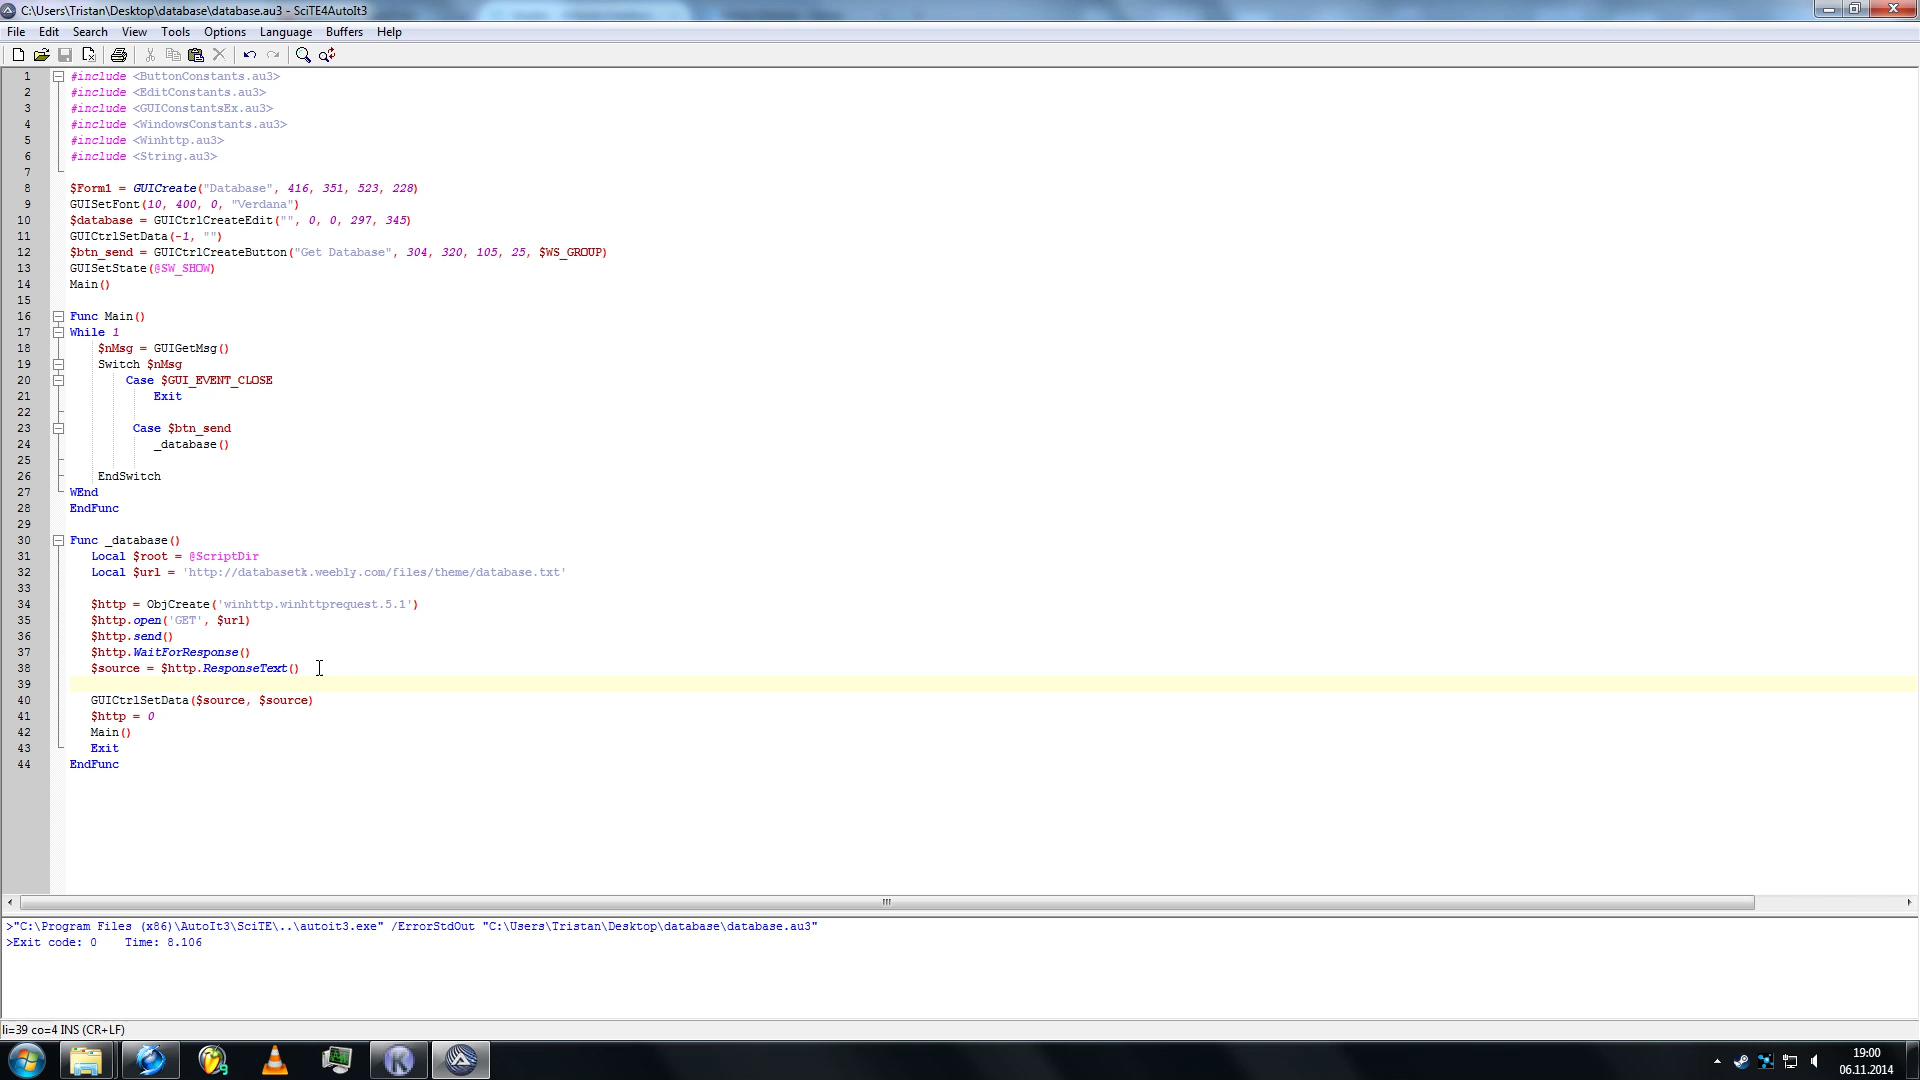 C:\Users\Tristan\Desktop\database\database.au3 - SciTE4AutoIt3
File Edit Search View Tools Options Language Buffers Help
1 #include <ButtonConstants.au3>
2 #include <EditConstants.au3>
3 #include <GUIConstantsEx.au3>
4 #include <WindowsConstants.au3>
5 #include <Winhttp.au3>
6 #include <String.au3>
7
8 $Form1 = GUICreate("Database", 416, 351, 523, 228)
9 GUISetFont(10, 400, 0, "Verdana")
10 $database = GUICtrlCreateEdit("", 0, 0, 297, 345)
11 GUICtrlSetData(-1, "")
12 $btn_send = GUICtrlCreateButton("Get Database", 304, 320, 105, 25, $WS_GROUP)
13 GUISetState(@SW_SHOW)
14 Main()
15
16 Func Main()
17 While 1
18 $nMsg = GUIGetMsg()
19 Switch $nMsg
20 Case $GUI_EVENT_CLOSE
21 Exit
22
23 Case $btn_send
24 _database()
25
26 EndSwitch
27 WEnd
28 EndFunc
29
30 Func _database()
31 Local $root = @ScriptDir
32 Local $url = 'http://databasetk.weebly.com/files/theme/database.txt'
33
34 $http = ObjCreate('winhttp.winhttprequest.5.1')
35 $http.open('GET', $url)
36 $http.send()
37 $http.WaitForResponse()
38 $source = $http.ResponseText()
39
40 GUICtrlSetData($source, $source)
41 $http = 0
42 Main()
43 Exit
44 EndFunc
>"C:\Program Files (x86)\AutoIt3\SciTE\..\autoit3.exe" /ErrorStdOut "C:\Users\Tristan\Desktop\database\database.au3"
>Exit code: 0 Time: 8.106
li=39 co=4 INS (CR+LF)
19:00
06.11.2014